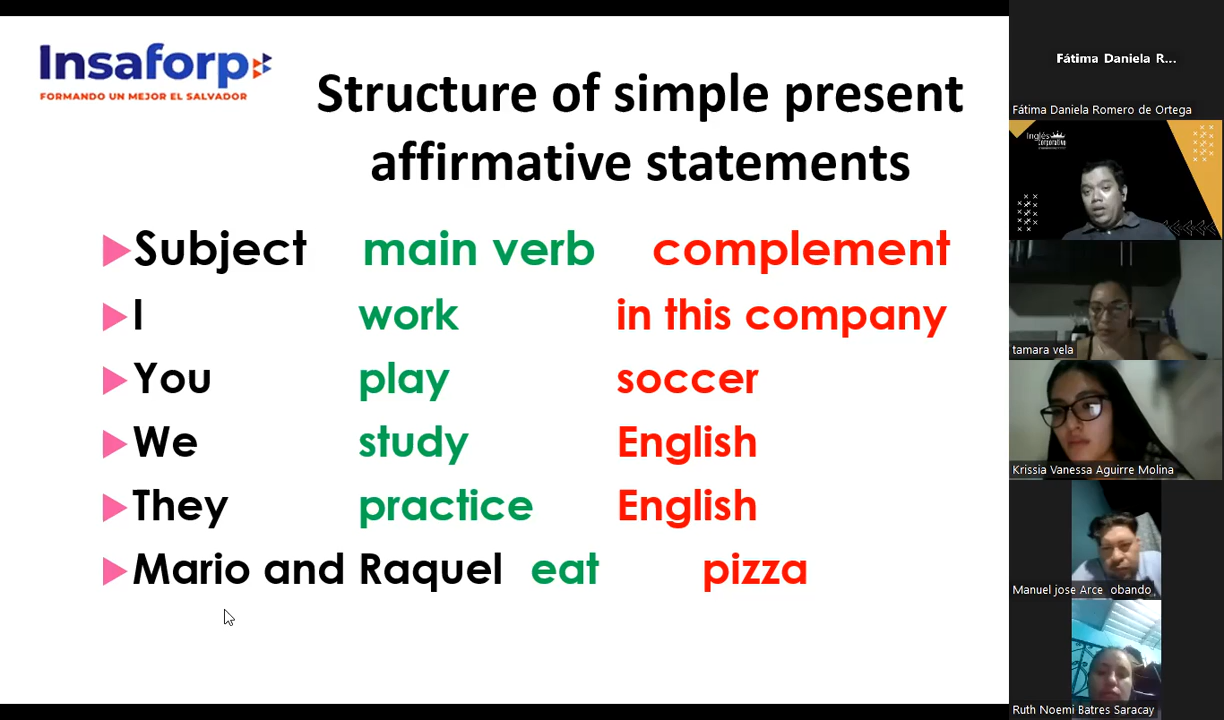 Insaforp
FORMANDO UN MEJOR EL SALVADOR
Structure of simple present
affirmative statements
Subject main verb complement
I work in this company
You play soccer
We study English
They practice English
Mario and Raquel eat pizza
Fátima Daniela R...
Fátima Daniela Romero de Ortega
Inglés
corporativo
tamara vela
Krissia Vanessa Aguirre Molina
Manuel jose Arce obando
Ruth Noemi Batres Saracay